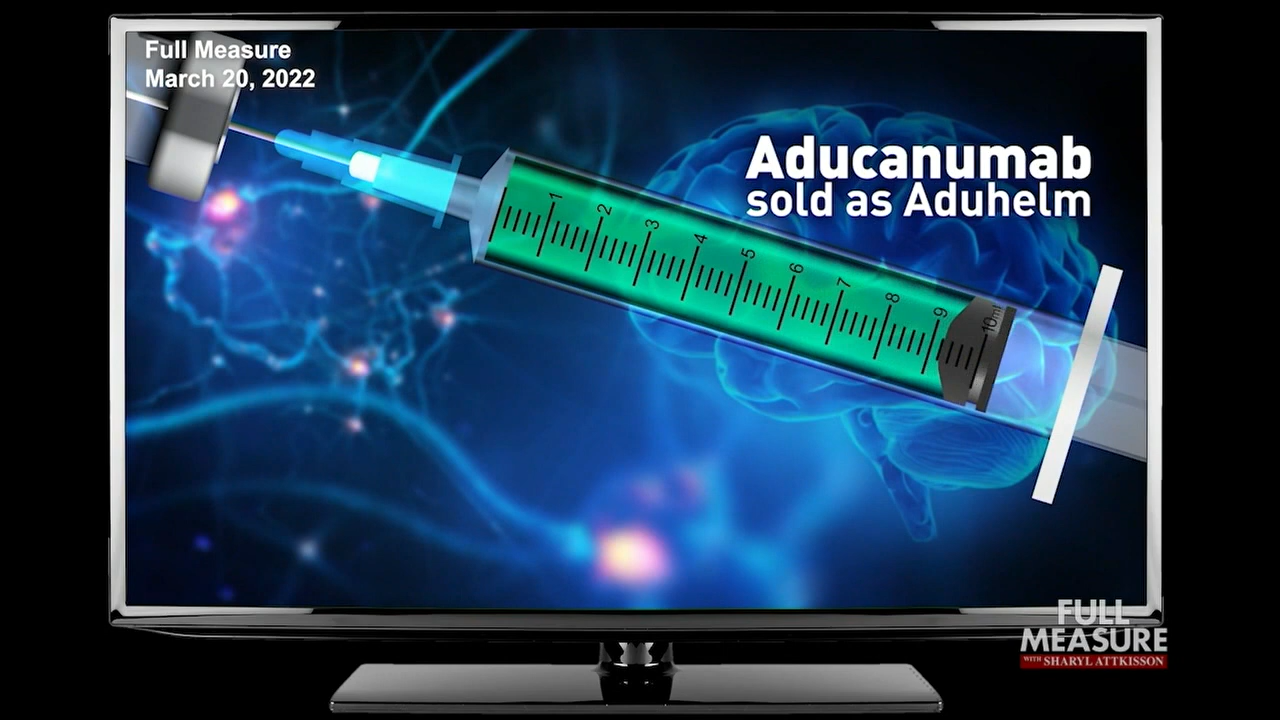 Full Measure
March 20, 2022
Aducanumab
sold as Aduhelm
1
2
3
4
5
6
7
8
9
10ml
FULL
MEASURE
WITH SHARYL ATTKISSON